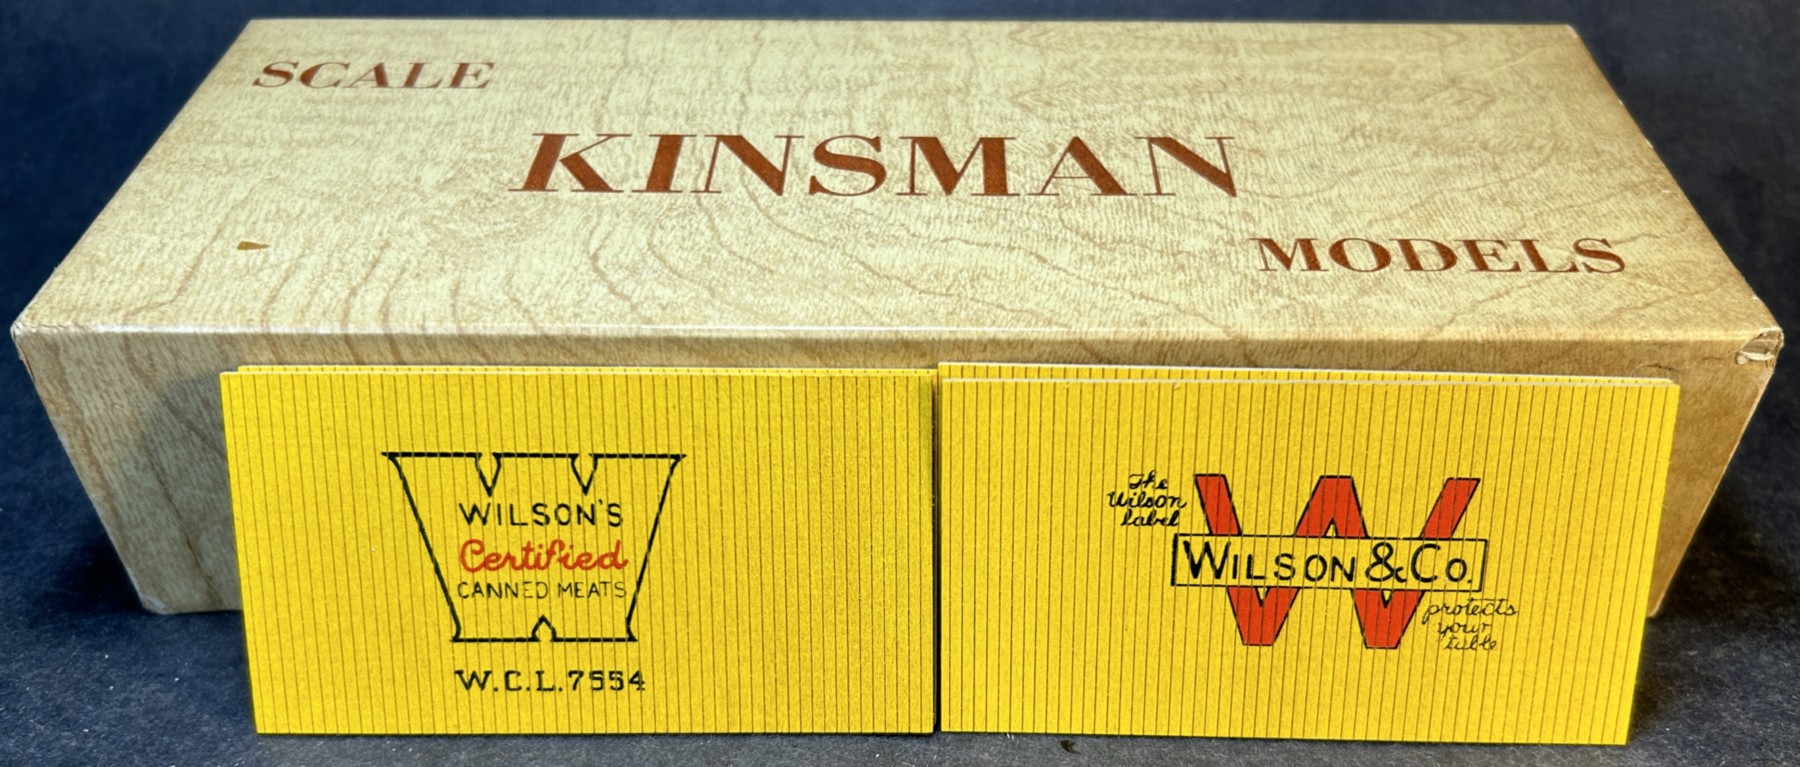 SCALE
KINSMAN
MODELS
WILSON'S
Certified
CANNED MEATS
W.C.L.7554
The
Wilson
label
W
WILSON & CO.
protects
your
table